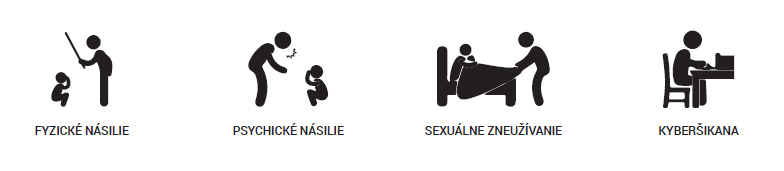 FYZICKÉ NÁSILIE
PSYCHICKÉ NÁSILIE
SEXUÁLNE ZNEUŽÍVANIE
KYBERŠIKANA